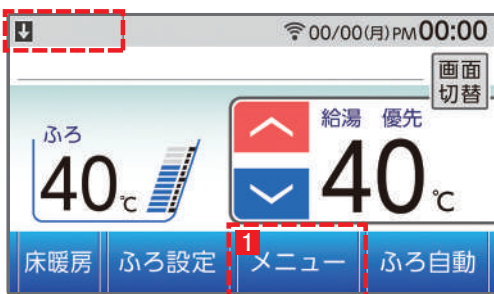 00/00(月)PM00:00
画面
切替
ふろ
40℃
給湯 優先
40℃
1
床暖房 ふろ設定 メニュー ふろ自動